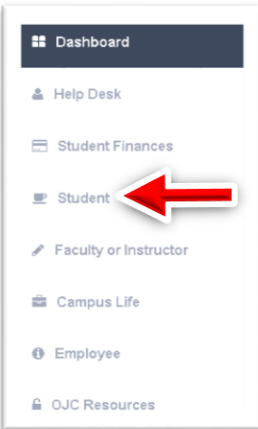 Dashboard
Help Desk
Student Finances
Student
Faculty or Instructor
Campus Life
Employee
OJC Resources